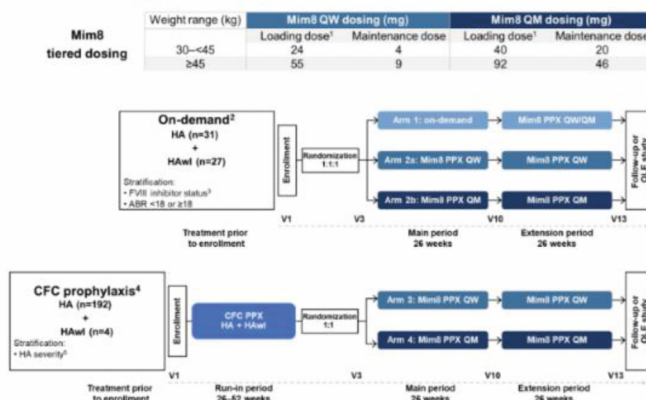 Mim8
tiered dosing
Weight range (kg) Mim8 QW dosing (mg) Mim8 QM dosing (mg)
Loading dose¹ Maintenance dose Loading dose¹ Maintenance dose
30–<45 24 4 40 20
≥45 55 9 92 46
On-demand²
HA (n=31)
+
HAwI (n=27)
Stratification:
• FVIII inhibitor status³
• ABR <18 or ≥18
Enrollment
Randomization
1:1:1
Arm 1: on-demand Mim8 PPX QW/QM
Arm 2a: Mim8 PPX QW Mim8 PPX QW
Arm 2b: Mim8 PPX QM Mim8 PPX QM
Follow-up or
OLE study
V1 V3 V10 V13
Treatment prior
to enrollment
Main period
26 weeks
Extension period
26 weeks
CFC prophylaxis⁴
HA (n=192)
+
HAwI (n=4)
Stratification:
• HA severity⁵
Enrollment
CFC PPX
HA + HAwI
Randomization
1:1
Arm 3: Mim8 PPX QW Mim8 PPX QW
Arm 4: Mim8 PPX QM Mim8 PPX QM
Follow-up or
OLE study
V1 V3 V10 V13
Treatment prior
to enrollment
Run-in period
26–52 weeks
Main period
26 weeks
Extension period
26 weeks